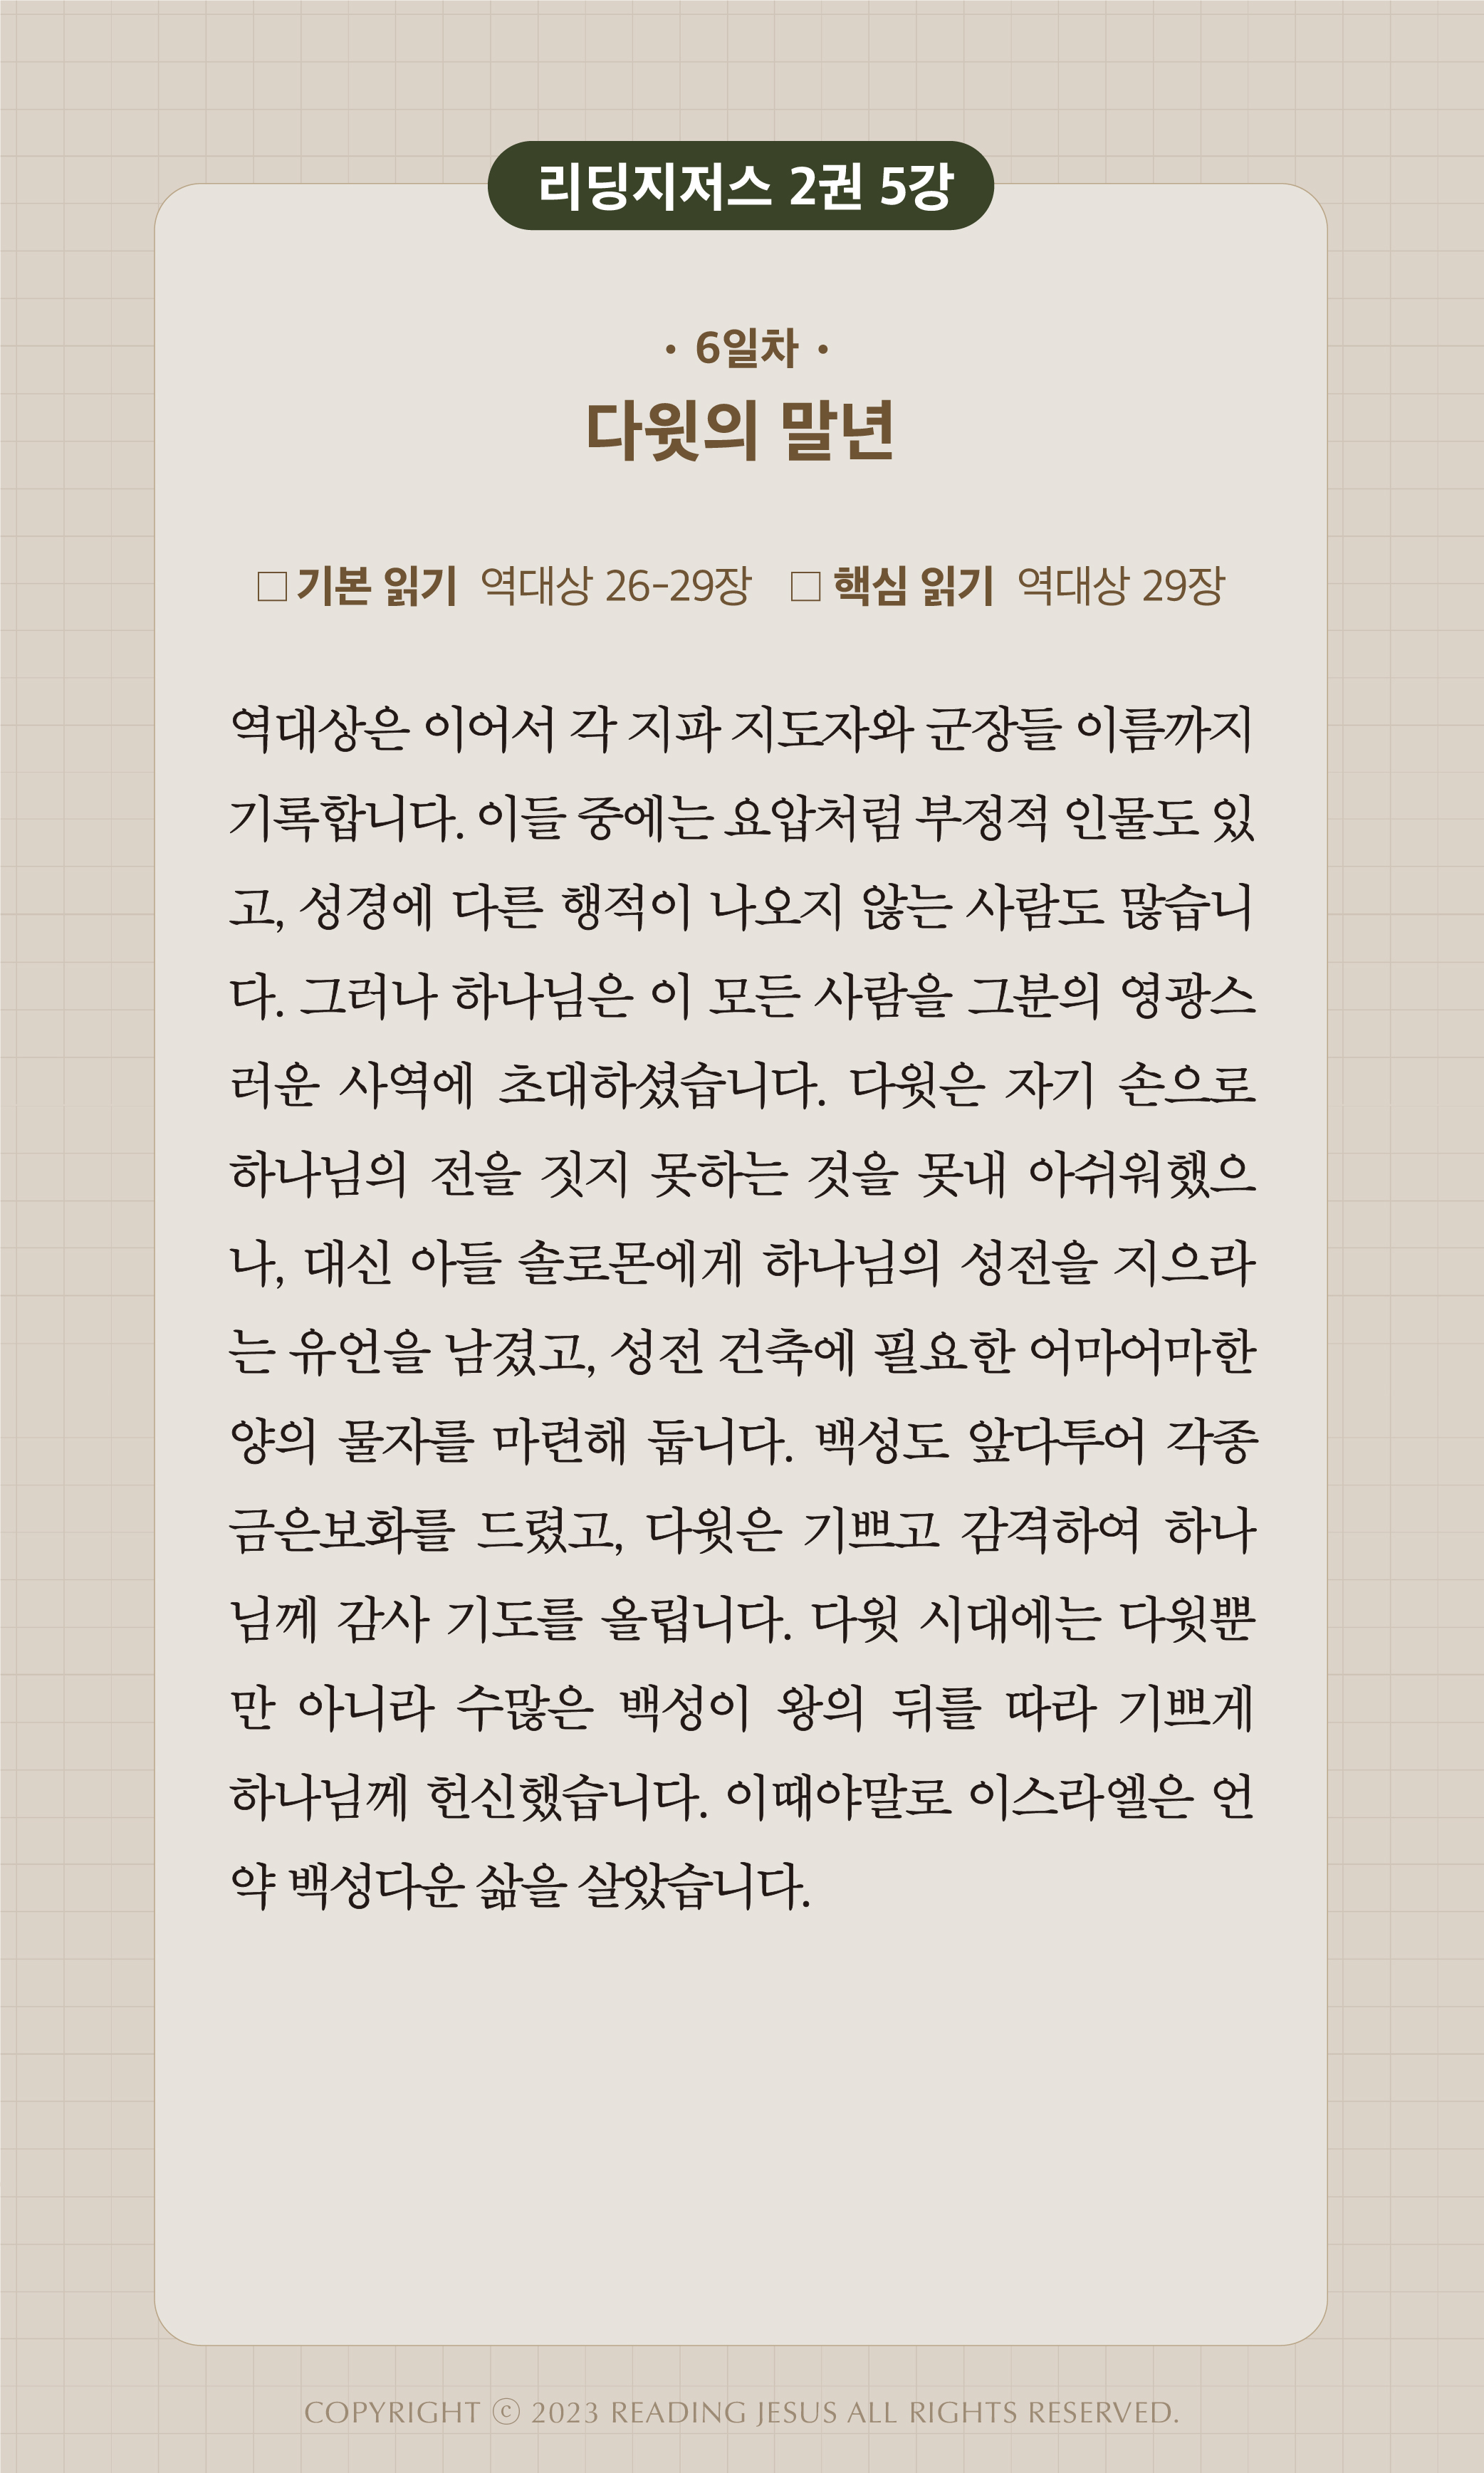 리딩지저스 2권 5강
· 6일차 ·
다윗의 말년
□ 기본 읽기 역대상 26-29장 □ 핵심 읽기 역대상 29장
역대상은 이어서 각 지파 지도자와 군장들 이름까지
기록합니다. 이들 중에는 요압처럼 부정적 인물도 있
고, 성경에 다른 행적이 나오지 않는 사람도 많습니
다. 그러나 하나님은 이 모든 사람을 그분의 영광스
러운 사역에 초대하셨습니다. 다윗은 자기 손으로
하나님의 전을 짓지 못하는 것을 못내 아쉬워했으
나, 대신 아들 솔로몬에게 하나님의 성전을 지으라
는 유언을 남겼고, 성전 건축에 필요한 어마어마한
양의 물자를 마련해 둡니다. 백성도 앞다투어 각종
금은보화를 드렸고, 다윗은 기쁘고 감격하여 하나
님께 감사 기도를 올립니다. 다윗 시대에는 다윗뿐
만 아니라 수많은 백성이 왕의 뒤를 따라 기쁘게
하나님께 헌신했습니다. 이때야말로 이스라엘은 언
약 백성다운 삶을 살았습니다.
COPYRIGHT ⓒ 2023 READING JESUS ALL RIGHTS RESERVED.